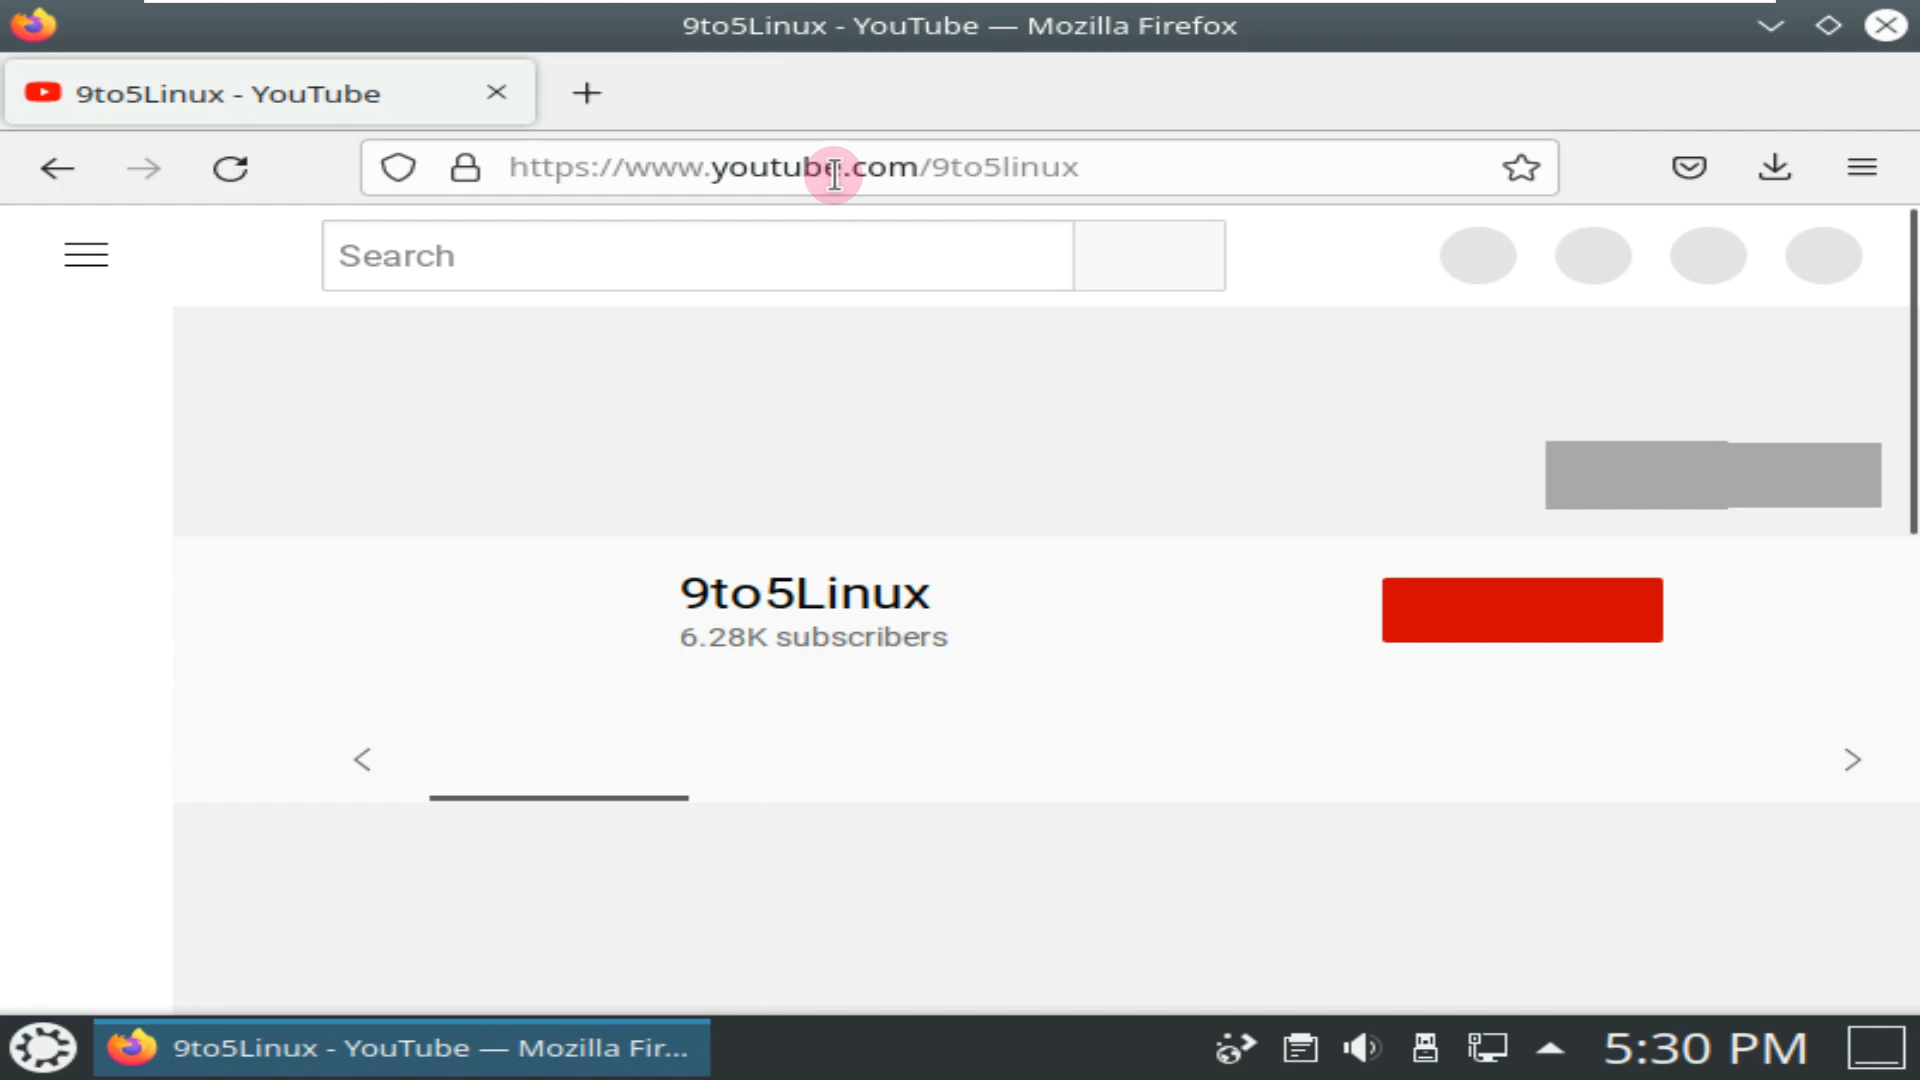 9to5Linux - YouTube — Mozilla Firefox
9to5Linux - YouTube
https://www.youtube.com/9to5linux
Search
9to5Linux
6.28K subscribers
9to5Linux - YouTube — Mozilla Fir...
5:30 PM